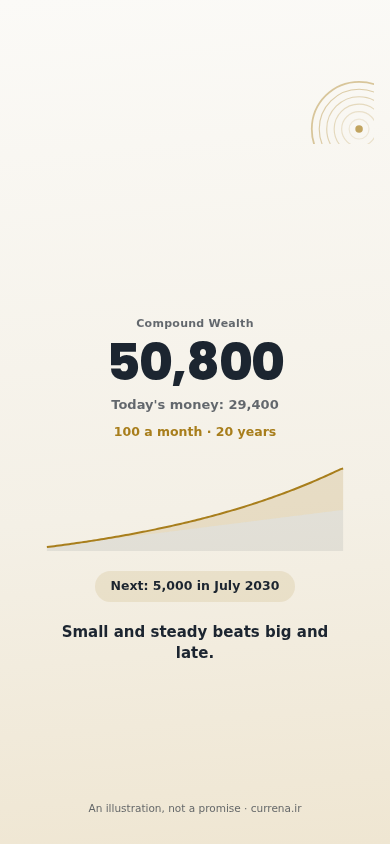 Compound Wealth
50,800
Today's money: 29,400
100 a month · 20 years
Next: 5,000 in July 2030
Small and steady beats big and
late.
An illustration, not a promise · currena.ir